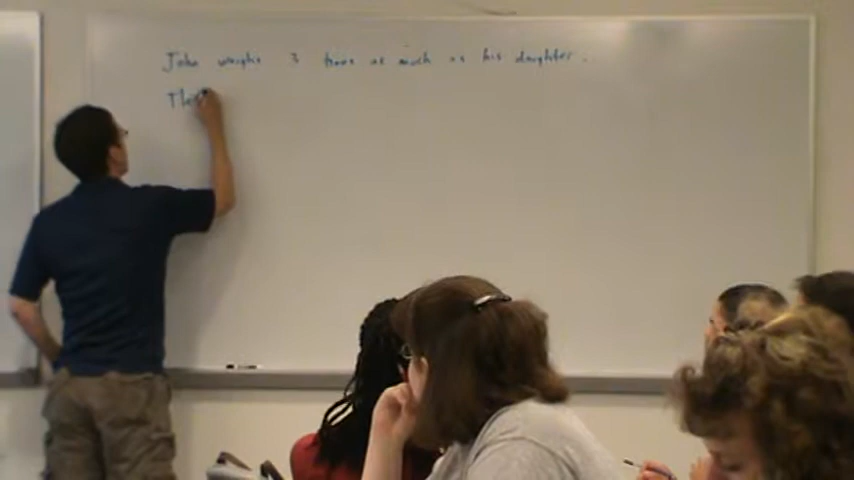 John weighs 3 times as much as his daughter.
The